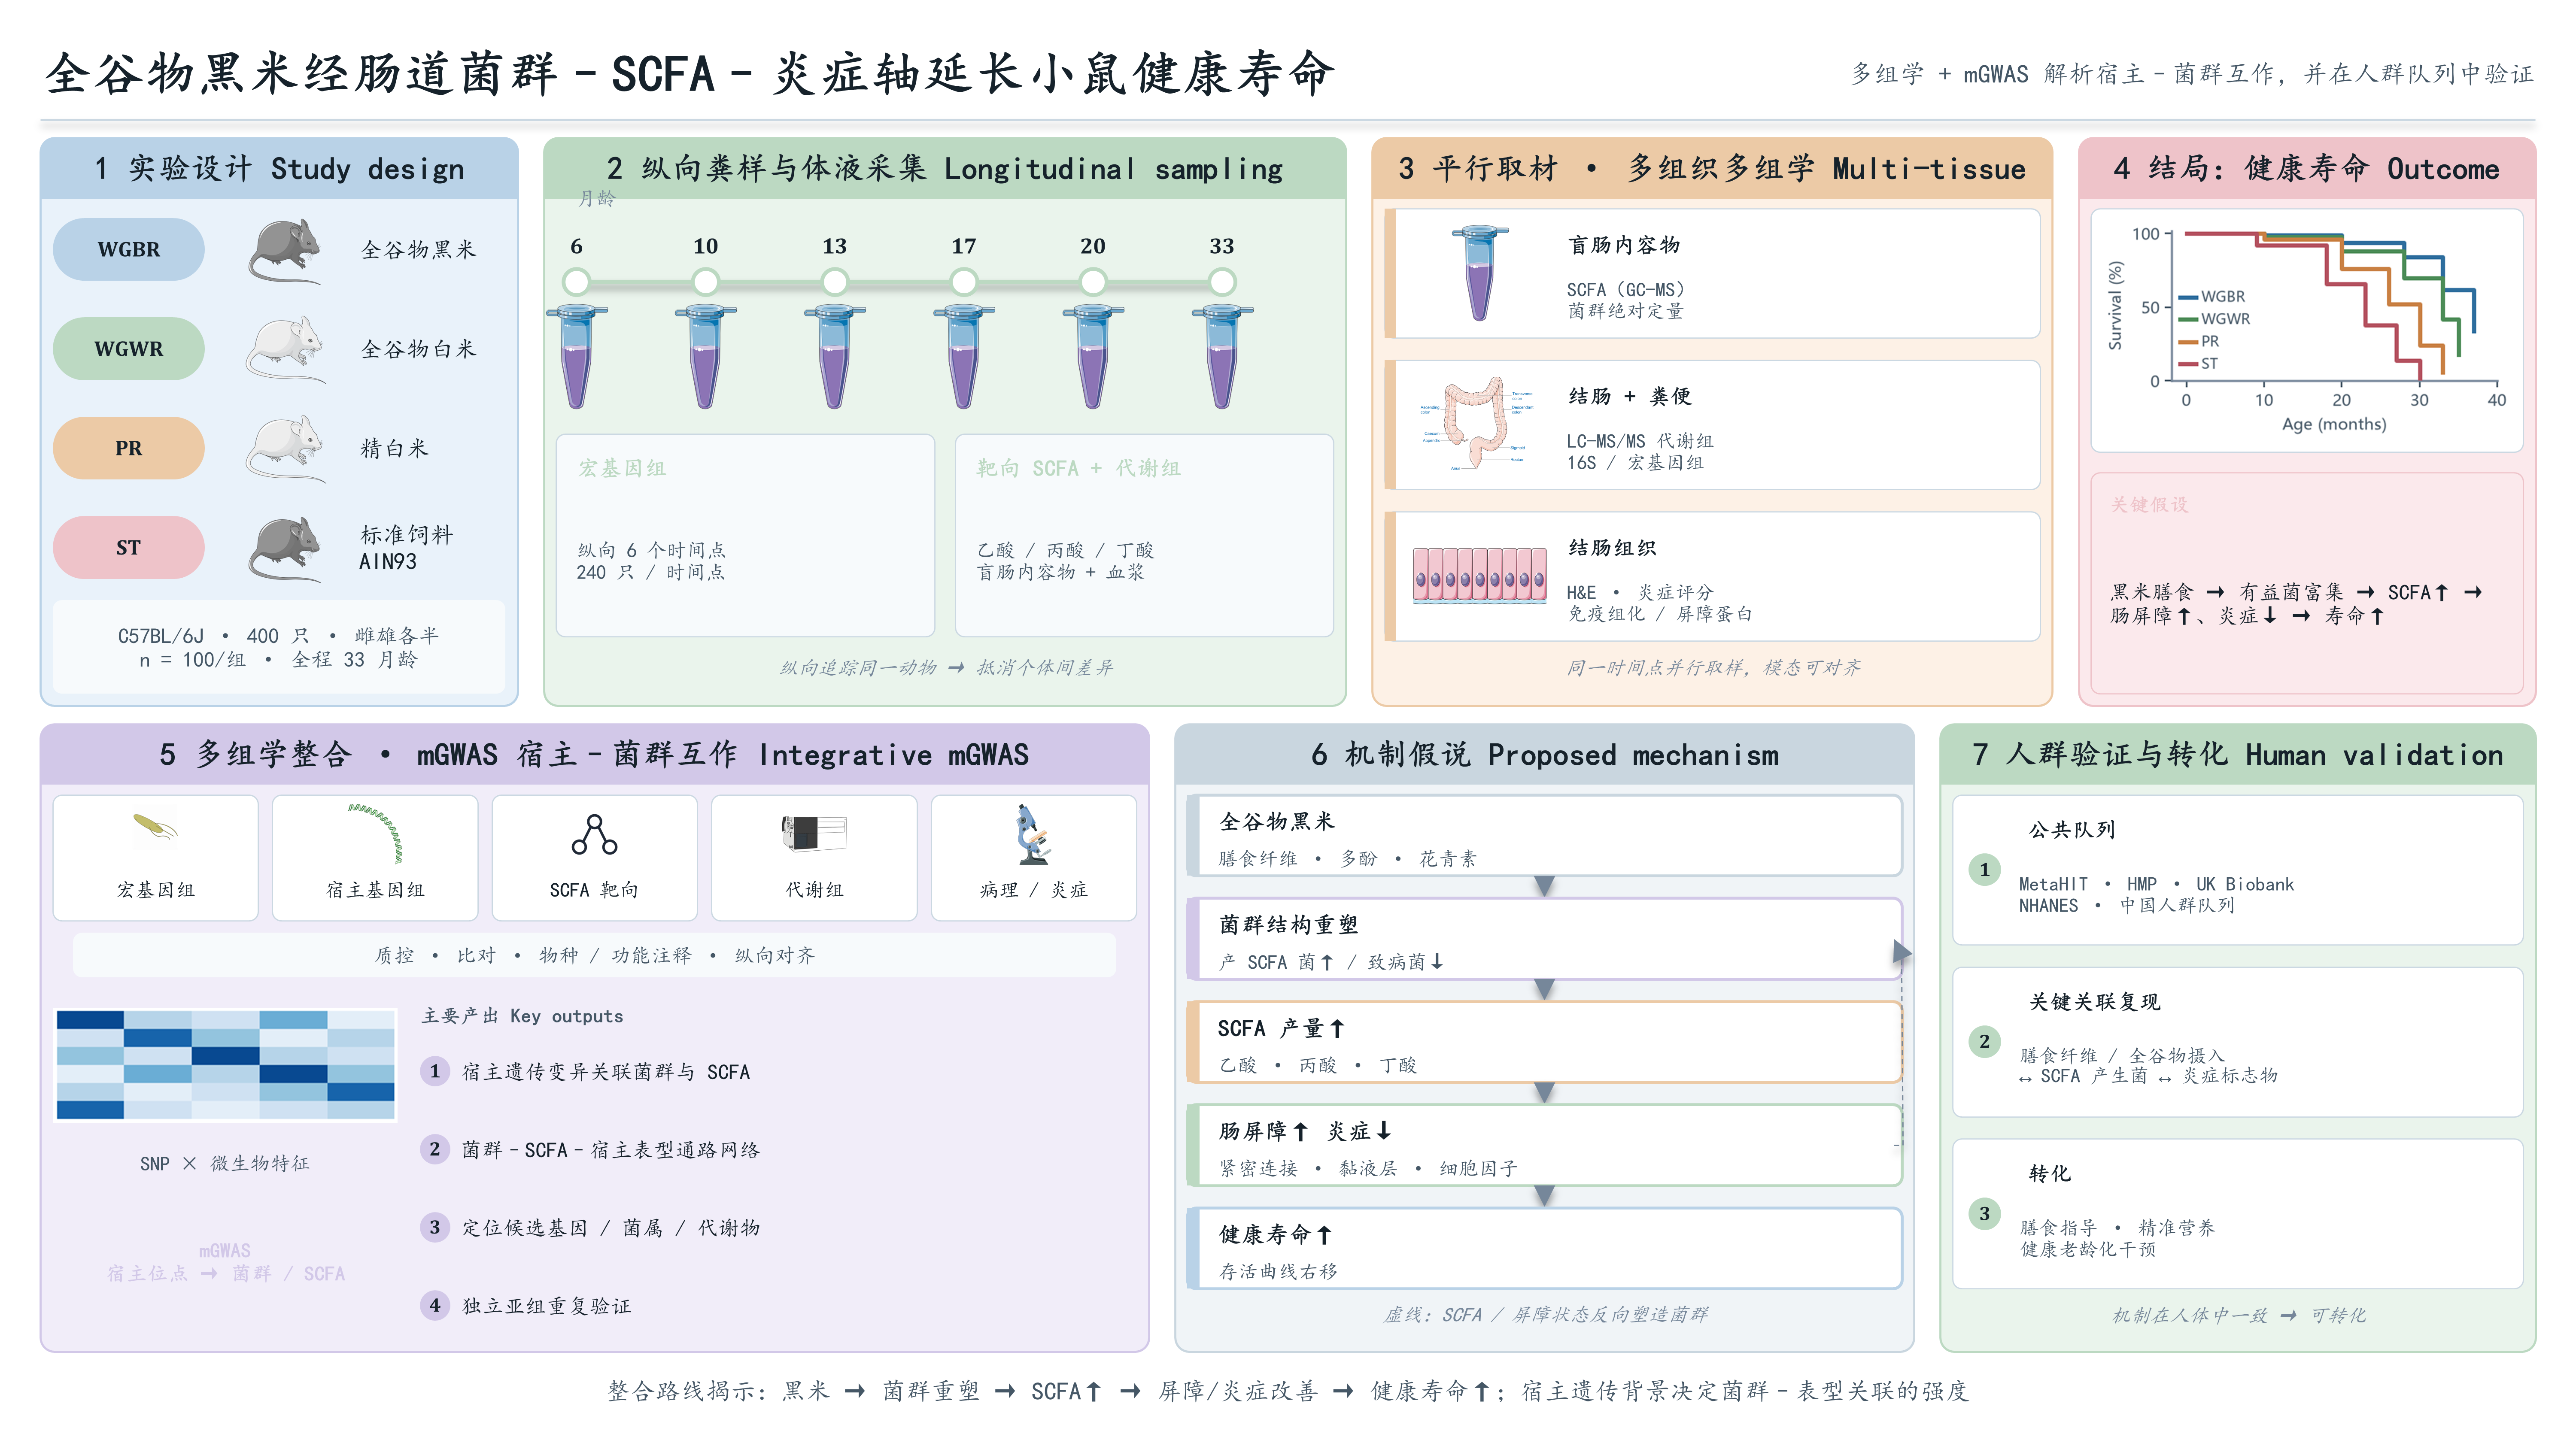 全谷物黑米经肠道菌群 - SCFA - 炎症轴延长小鼠健康寿命
多组学 + mGWAS 解析宿主 - 菌群互作, 并在人群队列中验证
1 实验设计 Study design
WGBR
全谷物黑米
WGWR
全谷物白米
PR
精白米
ST
标准饲料
AIN93
C57BL/6J • 400 只 • 雌雄各半
n = 100/组 • 全程 33 月龄
2 纵向粪样与体液采集 Longitudinal sampling
月龄
6 10 13 17 20 33
宏基因组
纵向 6 个时间点
240 只 / 时间点
靶向 SCFA + 代谢组
乙酸 / 丙酸 / 丁酸
盲肠内容物 + 血浆
纵向追踪同一动物 → 抵消个体间差异
3 平行取材 • 多组织多组学 Multi-tissue
盲肠内容物
SCFA (GC-MS)
菌群绝对定量
Transverse colon
Ascending colon
Descendant colon
Caecum
Appendix
Sigmoid
Rectum
Anus
结肠 + 粪便
LC-MS/MS 代谢组
16S / 宏基因组
结肠组织
H&E • 炎症评分
免疫组化 / 屏障蛋白
同一时间点并行取样, 模态可对齐
4 结局: 健康寿命 Outcome
Survival (%)
100
50
0
WGBR
WGWR
PR
ST
0 10 20 30 40
Age (months)
关键假设
黑米膳食 → 有益菌富集 → SCFA↑ →
肠屏障↑、炎症↓ → 寿命↑
5 多组学整合 • mGWAS 宿主 - 菌群互作 Integrative mGWAS
宏基因组
宿主基因组
SCFA 靶向
代谢组
病理 / 炎症
质控 • 比对 • 物种 / 功能注释 • 纵向对齐
SNP × 微生物特征
mGWAS
宿主位点 → 菌群 / SCFA
主要产出 Key outputs
1 宿主遗传变异关联菌群与 SCFA
2 菌群 - SCFA - 宿主表型通路网络
3 定位候选基因 / 菌属 / 代谢物
4 独立亚组重复验证
6 机制假说 Proposed mechanism
全谷物黑米
膳食纤维 • 多酚 • 花青素
菌群结构重塑
产 SCFA 菌↑ / 致病菌↓
SCFA 产量↑
乙酸 • 丙酸 • 丁酸
肠屏障↑ 炎症↓
紧密连接 • 黏液层 • 细胞因子
健康寿命↑
存活曲线右移
虚线: SCFA / 屏障状态反向塑造菌群
7 人群验证与转化 Human validation
公共队列
1
MetaHIT • HMP • UK Biobank
NHANES • 中国人群队列
关键关联复现
2
膳食纤维 / 全谷物摄入
↔ SCFA 产生菌 ↔ 炎症标志物
转化
3
膳食指导 • 精准营养
健康老龄化干预
机制在人体中一致 → 可转化
整合路线揭示: 黑米 → 菌群重塑 → SCFA↑ → 屏障/炎症改善 → 健康寿命↑; 宿主遗传背景决定菌群 - 表型关联的强度